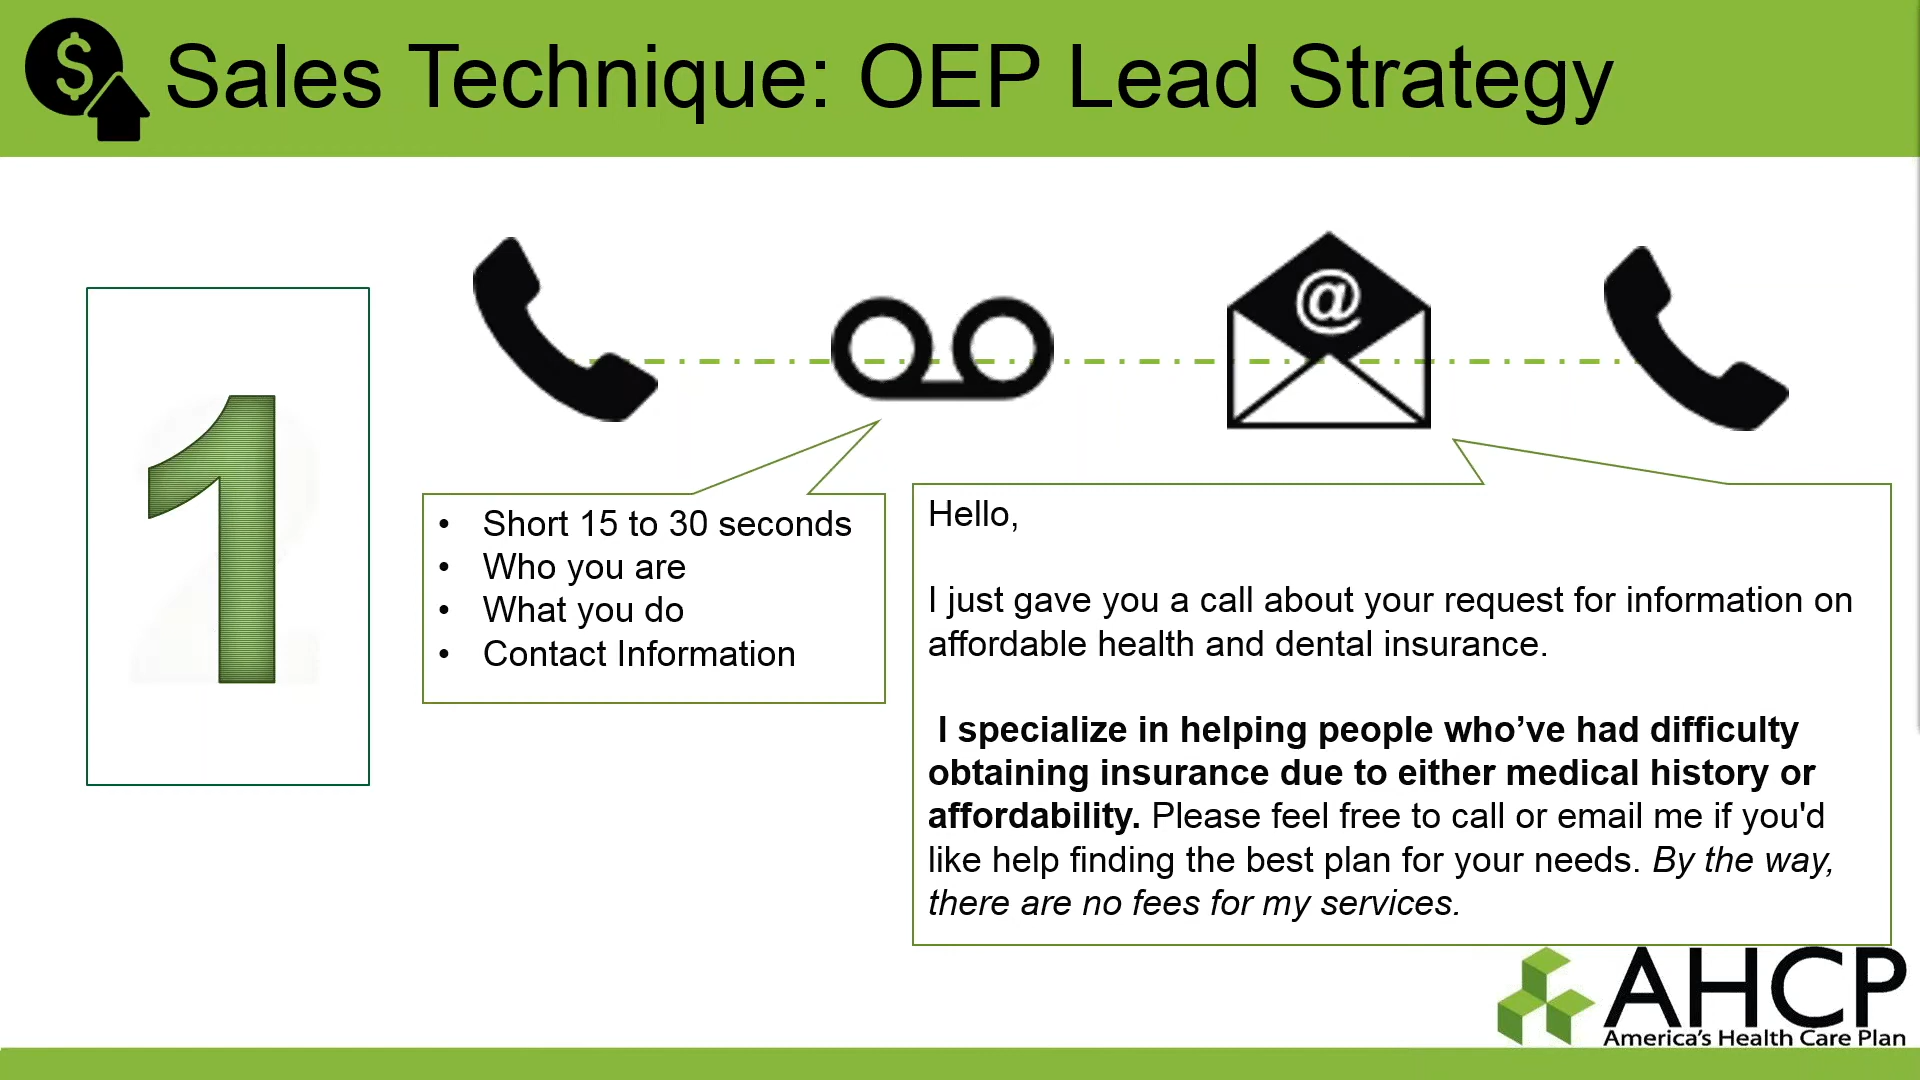 $ Sales Technique: OEP Lead Strategy
@
1
• Short 15 to 30 seconds
• Who you are
• What you do
• Contact Information
Hello,
I just gave you a call about your request for information on
affordable health and dental insurance.
I specialize in helping people who’ve had difficulty
obtaining insurance due to either medical history or
affordability. Please feel free to call or email me if you'd
like help finding the best plan for your needs. By the way,
there are no fees for my services.
AHCP
America's Health Care Plan